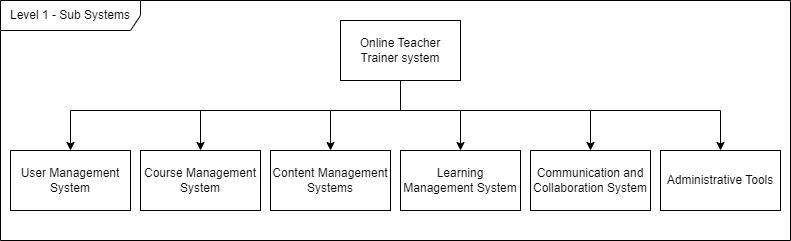 Level 1 - Sub Systems
Online Teacher
Trainer system
User Management
System
Course Management
System
Content Management
Systems
Learning
Management System
Communication and
Collaboration System
Administrative Tools